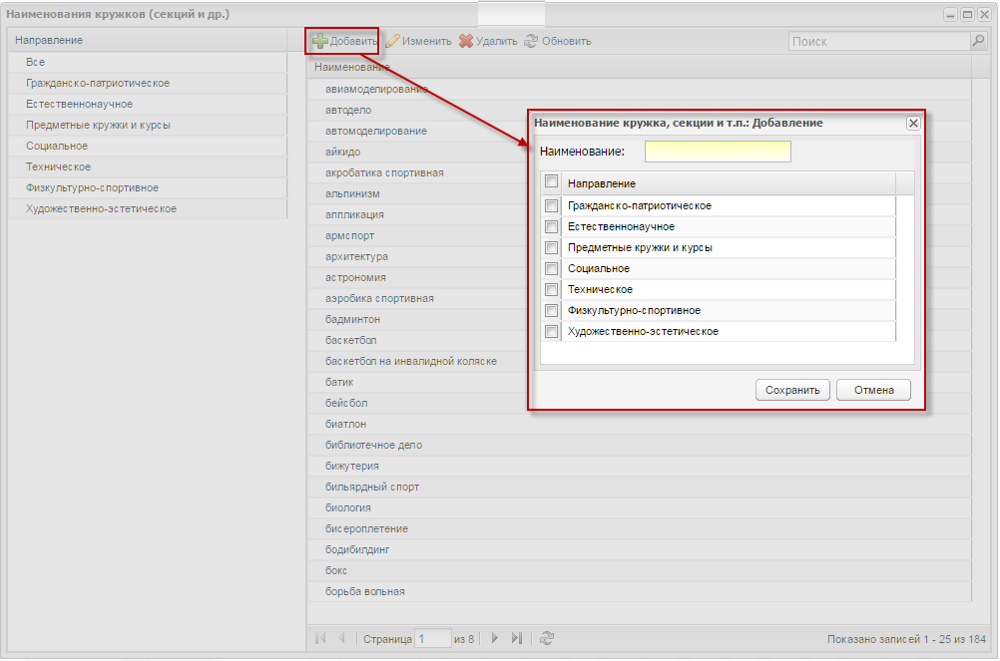 Наименования кружков (секций и др.)
Направление
Все
Гражданско-патриотическое
Естественнонаучное
Предметные кружки и курсы
Социальное
Техническое
Физкультурно-спортивное
Художественно-эстетическое
Добавить Изменить Удалить Обновить Поиск
Наименование
авиамоделирование
автодело
автомоделирование
айкидо
акробатика спортивная
альпинизм
аппликация
армспорт
архитектура
астрономия
аэробика спортивная
бадминтон
баскетбол
баскетбол на инвалидной коляске
батик
бейсбол
биатлон
библиотечное дело
бижутерия
бильярдный спорт
биология
бисероплетение
бодибилдинг
бокс
борьба вольная
Страница 1 из 8 Показано записей 1 - 25 из 184
Наименование кружка, секции и т.п.: Добавление
Наименование:
Направление
Гражданско-патриотическое
Естественнонаучное
Предметные кружки и курсы
Социальное
Техническое
Физкультурно-спортивное
Художественно-эстетическое
Сохранить Отмена